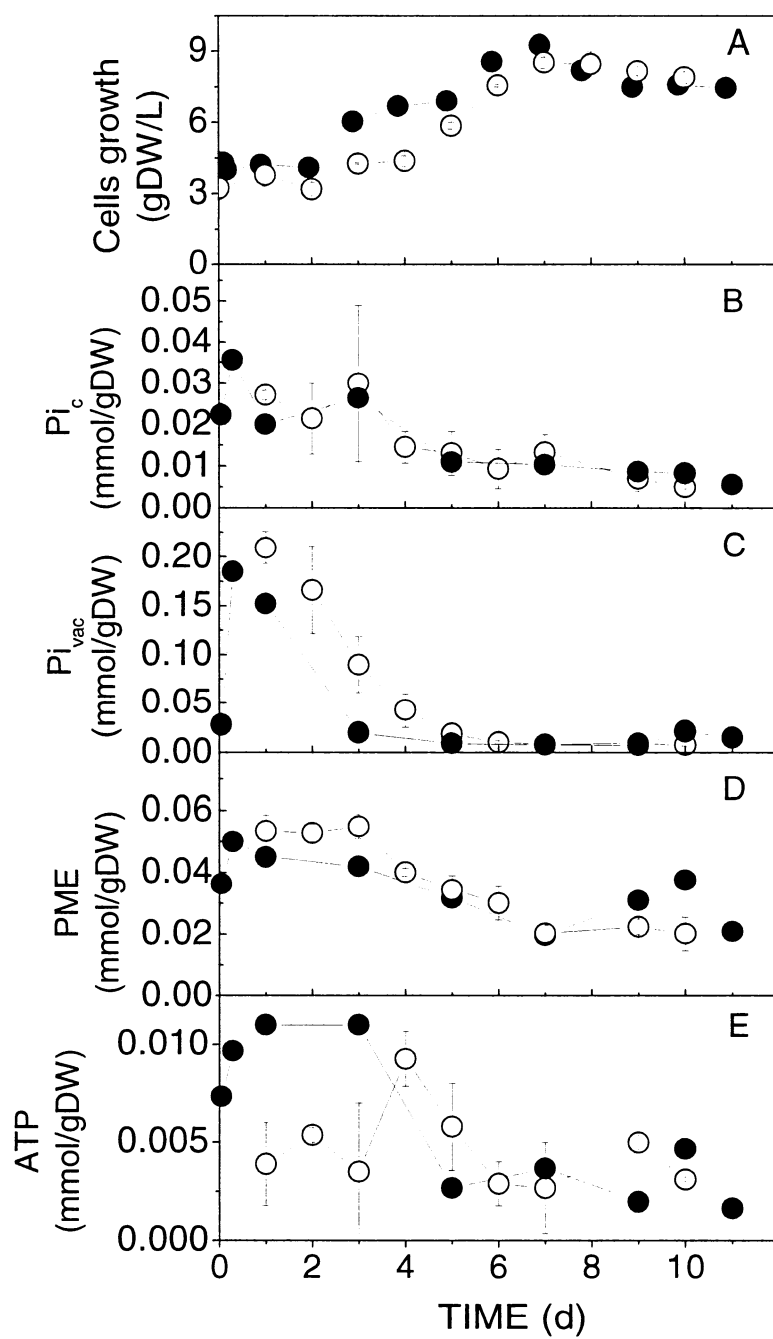 A
9
6
3
0
Cells growth
(gDW/L)
B
0.05
0.04
0.03
0.02
0.01
0.00
Pic
(mmol/gDW)
C
0.20
0.15
0.10
0.05
0.00
Pivac
(mmol/gDW)
D
0.06
0.04
0.02
0.00
PME
(mmol/gDW)
E
0.010
0.005
0.000
ATP
(mmol/gDW)
0 2 4 6 8 10
TIME (d)